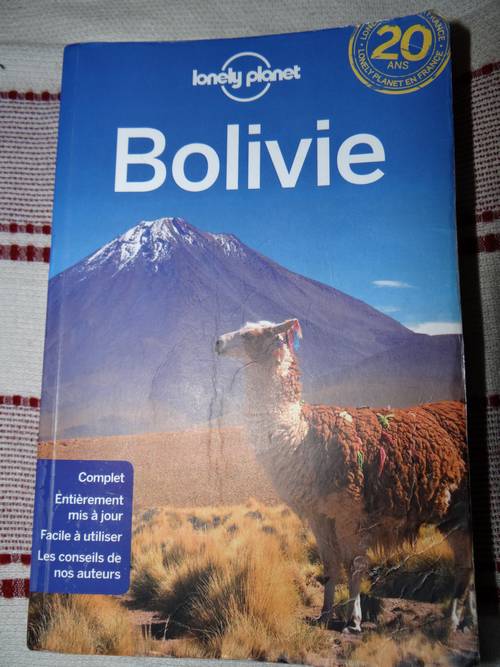 lonely planet
20
ANS
LONELY PLANET EN FRANCE
Bolivie
Complet
Entièrement
mis à jour
Facile à utiliser
Les conseils de
nos auteurs